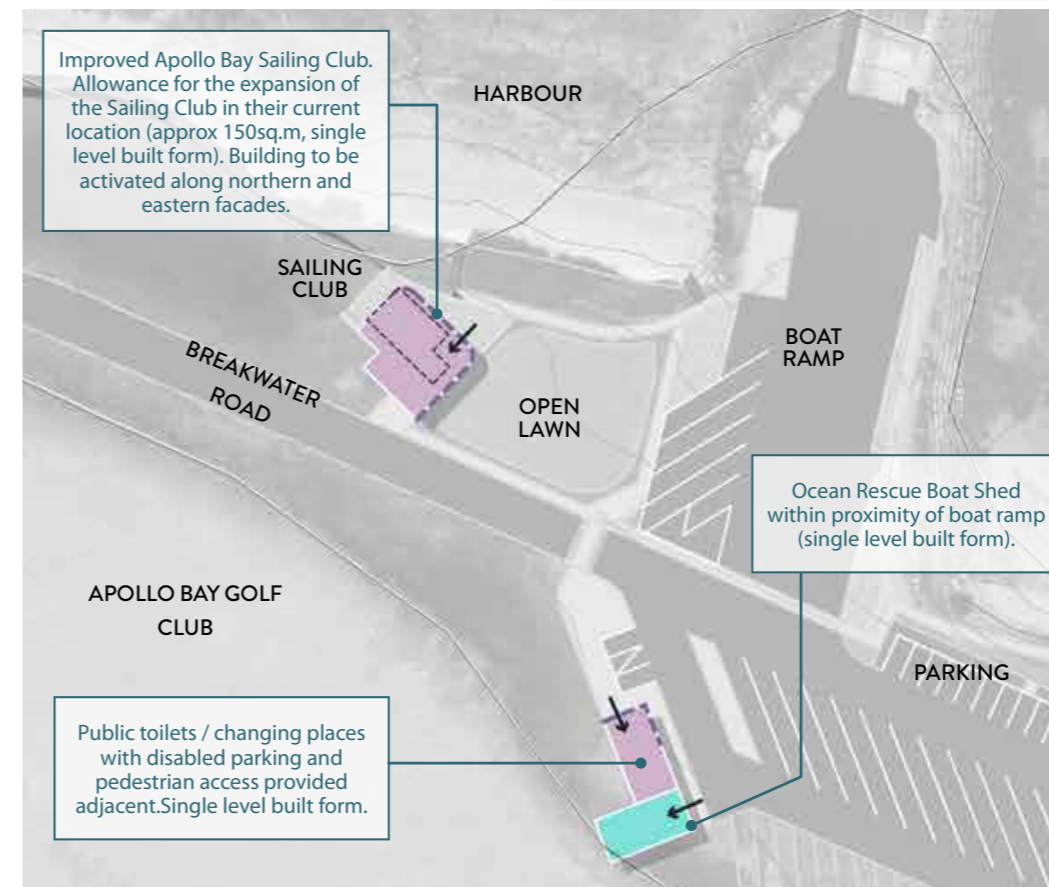 Improved Apollo Bay Sailing Club.
Allowance for the expansion of
the Sailing Club in their current
location (approx 150sq.m, single
level built form). Building to be
activated along northern and
eastern facades.
HARBOUR
SAILING
CLUB
BREAKWATER
ROAD
OPEN
LAWN
BOAT
RAMP
Ocean Rescue Boat Shed
within proximity of boat ramp
(single level built form).
APOLLO BAY GOLF
CLUB
PARKING
Public toilets / changing places
with disabled parking and
pedestrian access provided
adjacent.Single level built form.